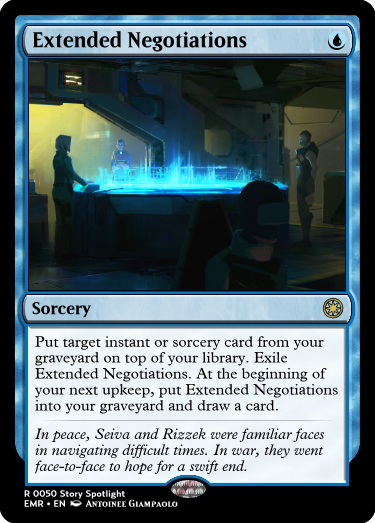 Extended Negotiations
Sorcery
Put target instant or sorcery card from your
graveyard on top of your library. Exile
Extended Negotiations. At the beginning of
your next upkeep, put Extended Negotiations
into your graveyard and draw a card.
In peace, Seiva and Rizzek were familiar faces
in navigating difficult times. In war, they went
face-to-face to hope for a swift end.
R 0050 Story Spotlight
EMR • EN Antoinee Giampaolo